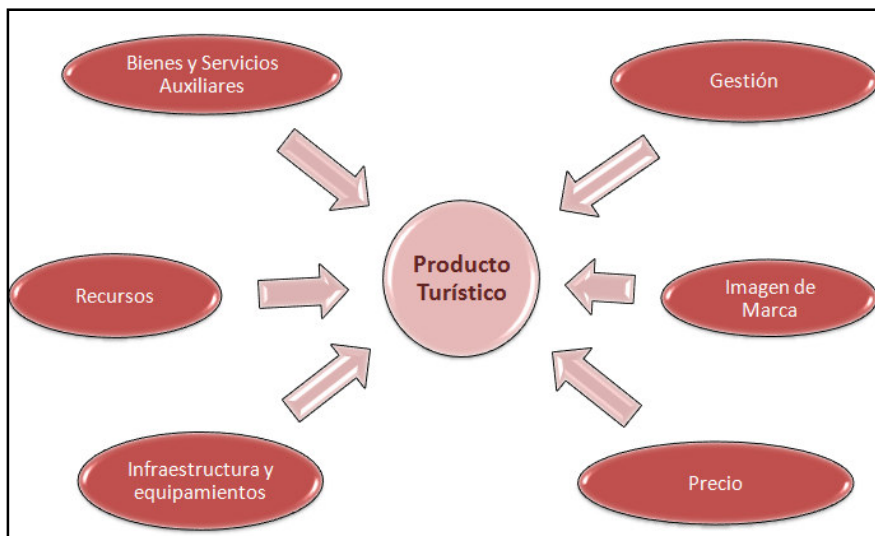 Bienes y Servicios
Auxiliares
Gestión
Producto
Turístico
Recursos
Imagen de
Marca
Infraestructura y
equipamientos
Precio